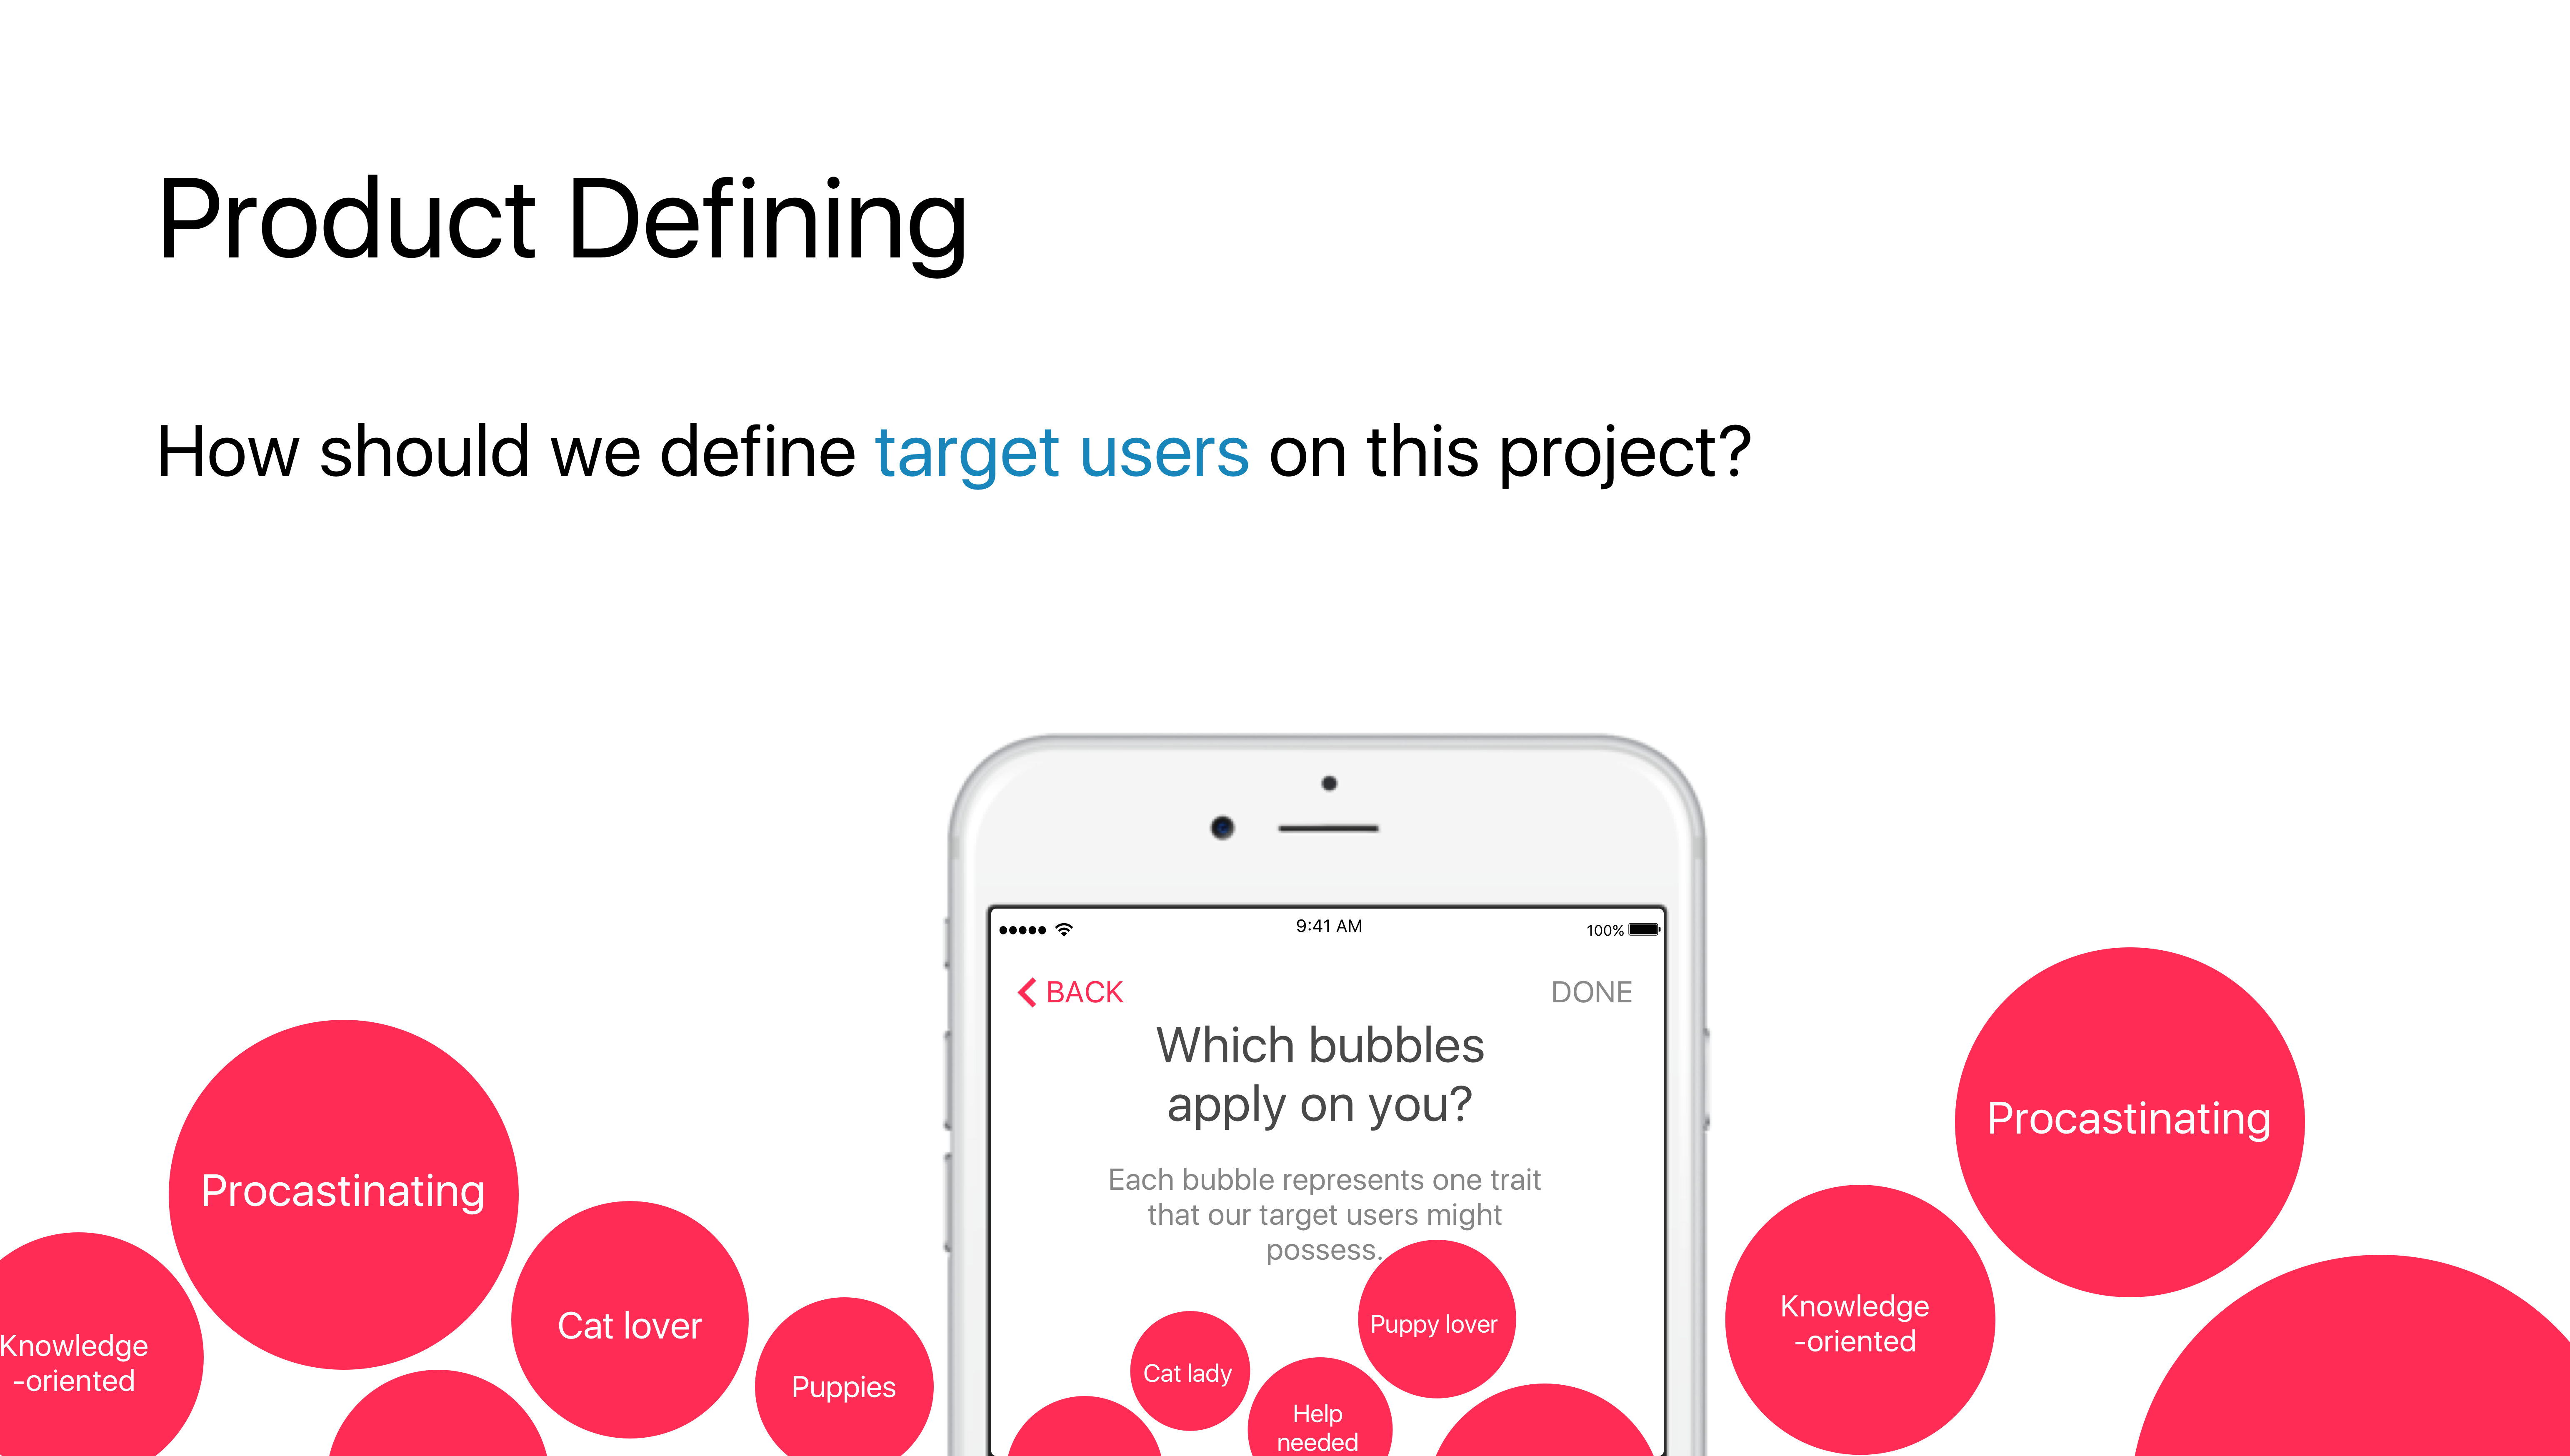 Product Defining
How should we define target users on this project?
9:41 AM
100%
BACK
DONE
Which bubbles
apply on you?
Each bubble represents one trait
that our target users might
possess.
Procastinating
Knowledge
-oriented
Cat lover
Puppies
Cat lady
Puppy lover
Help
needed
Knowledge
-oriented
Procastinating